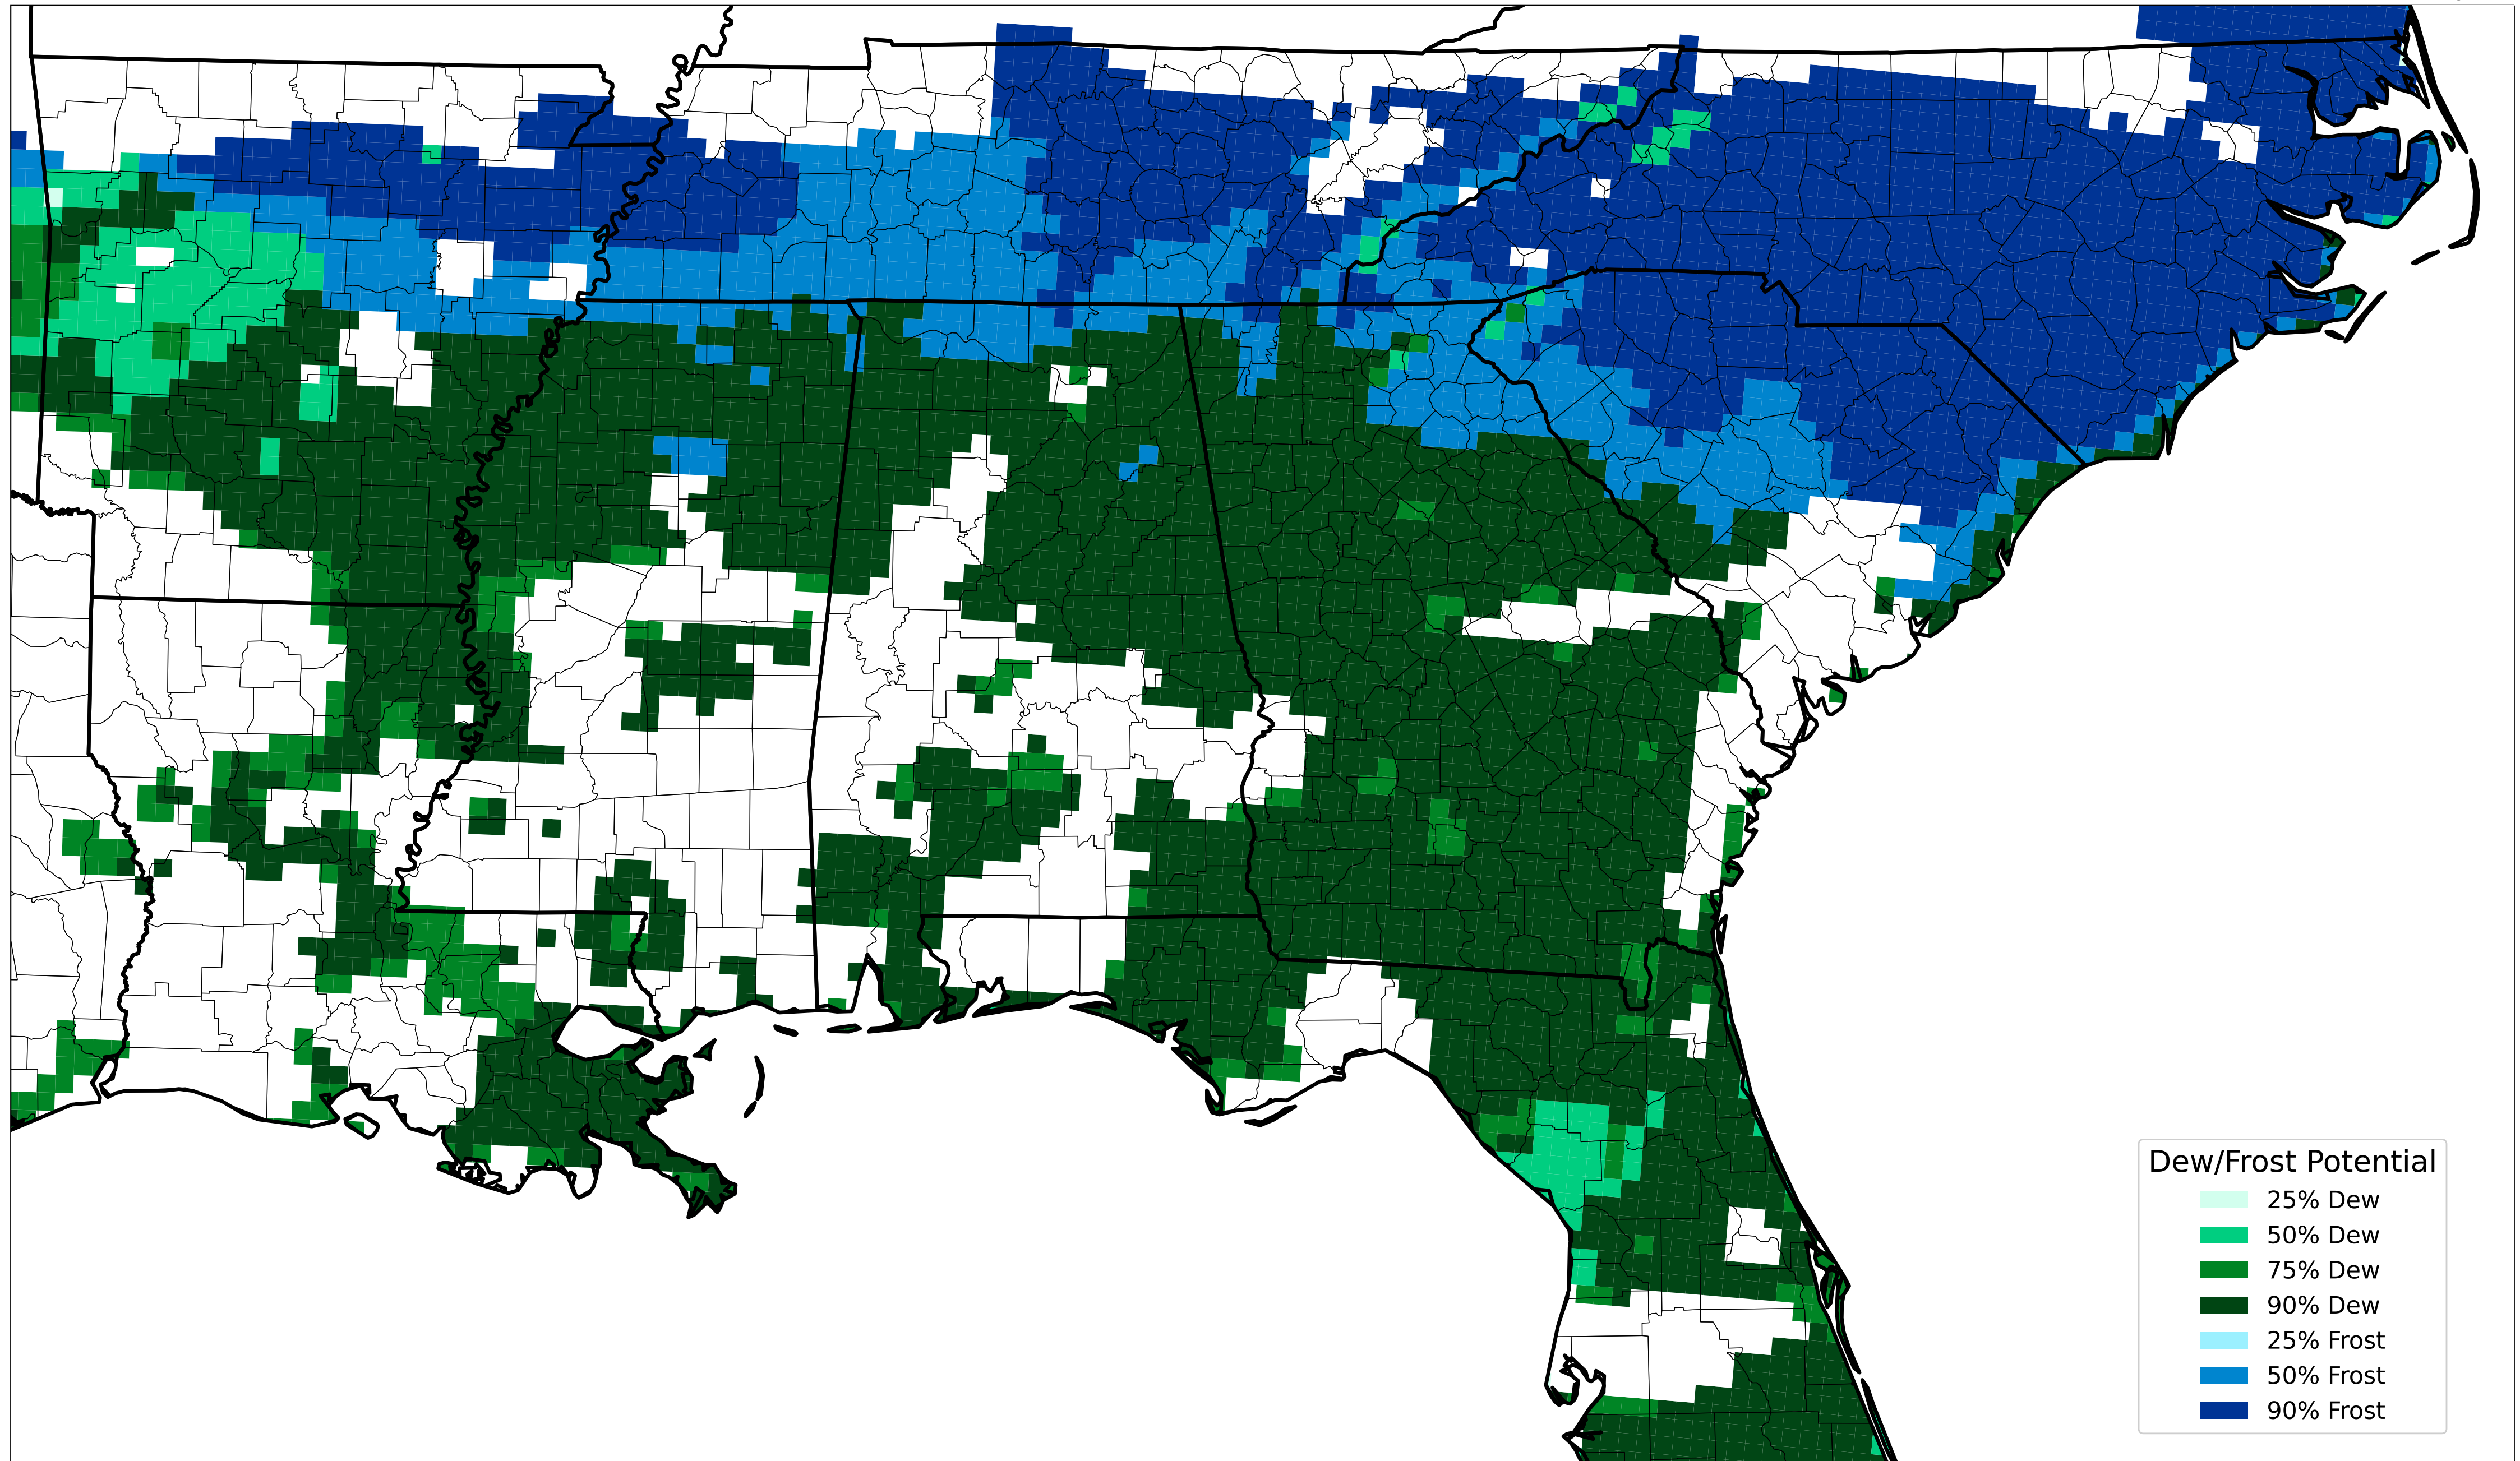 Dew/Frost Potential
25% Dew
50% Dew
75% Dew
90% Dew
25% Frost
50% Frost
90% Frost